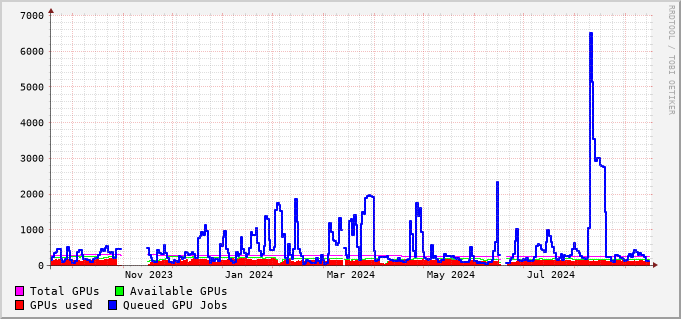 7000
6000
5000
4000
3000
2000
1000
0
Nov 2023 Jan 2024 Mar 2024 May 2024 Jul 2024
Total GPUs Available GPUs
GPUs used Queued GPU Jobs
RRDTOOL / TOBI OETIKER